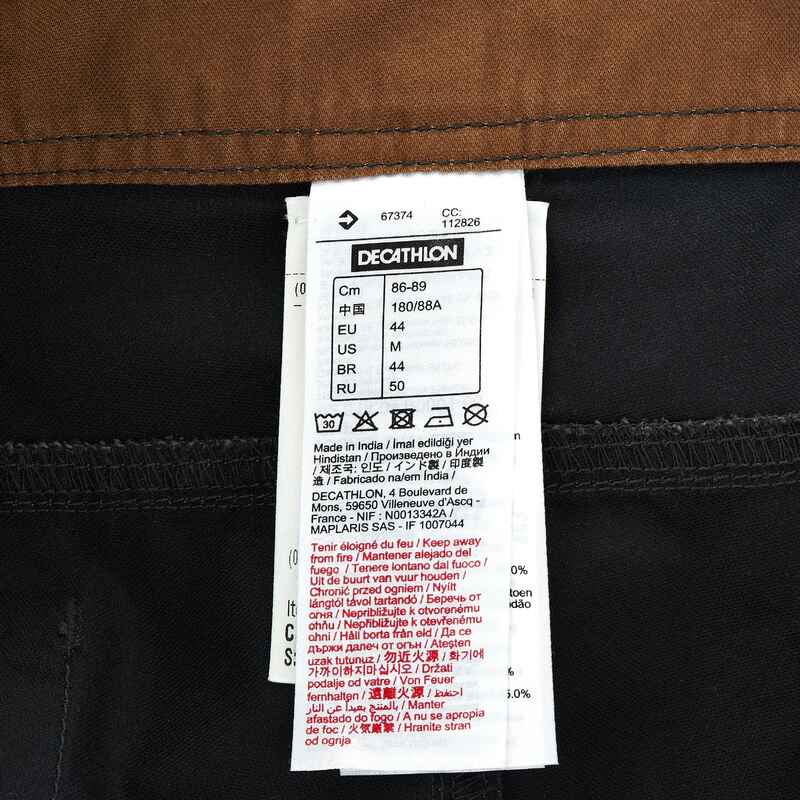 67374 CC:
112826
DECATHLON
Cm 86-89
中国 180/88A
EU 44
US M
BR 44
RU 50
30
Made in India / İmal edildiği yer
Hindistan / Произведено в Индии
/ 제조국: 인도 / インド製 / 印度製
造 / Fabricado na/em Índia /
DECATHLON, 4 Boulevard de
Mons, 59650 Villeneuve d'Ascq -
France - NIF : N0013342A /
MAPLARIS SAS - IF 1007044
Tenir éloigné du feu / Keep away
from fire / Mantener alejado del
fuego / Tenere lontano dal fuoco /
Uit de buurt van vuur houden /
Chronić przed ogniem / Nyílt
lángtól távol tartandó / Беречь от
огня / Nepribližujte k otvorenému
ohňu / Nepřibližujte k otevřenému
ohni / Håll borta från eld / Да се
държи далеч от огън / Ateşten
uzak tutunuz / 勿近火源 / 화기에
가까이하지마십시오 / Držati
podalje od vatre / Von Feuer
fernhalten / 遠離火源 / احتفظ
بالمنتج بعيداً عن النار / Manter
afastado do fogo / A nu se apropia
de foc / 火気厳禁 / Hranite stran
od ognja
0%
toen
odão
5.0%